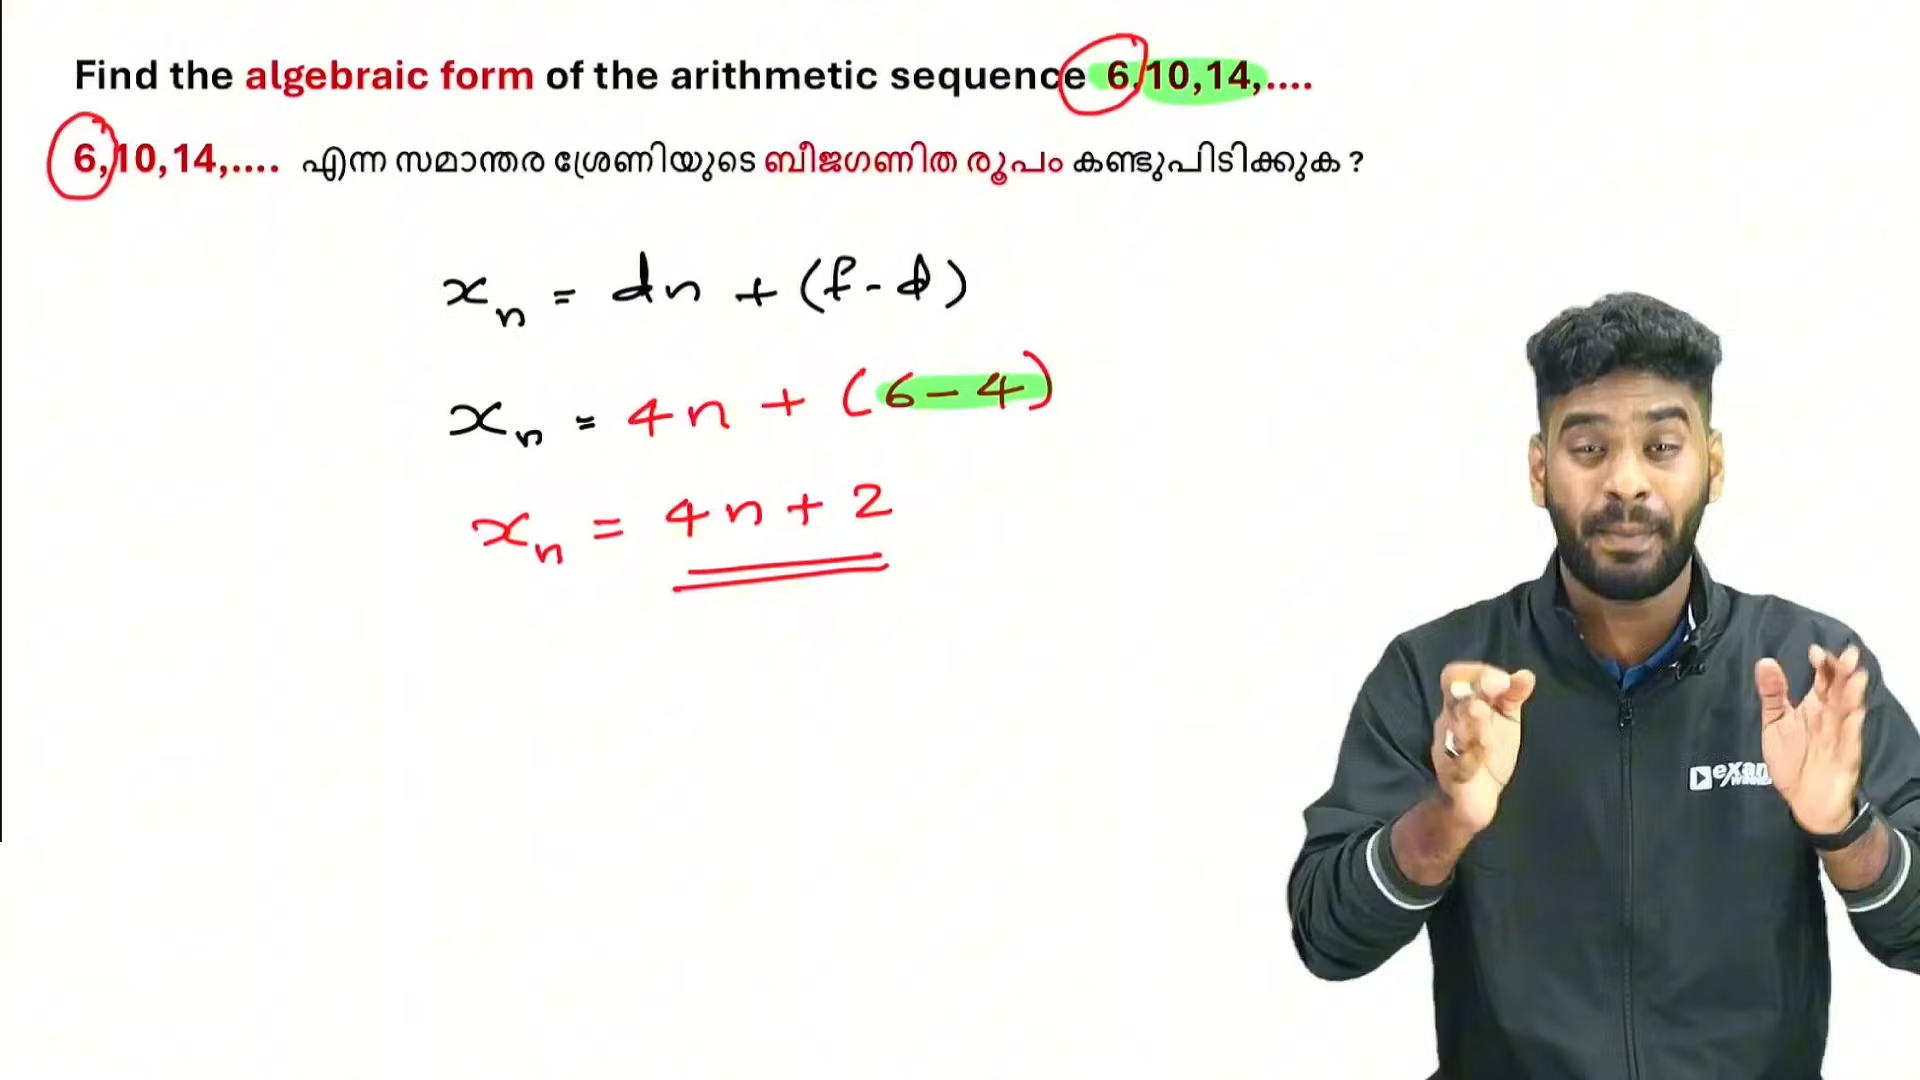 Find the algebraic form of the arithmetic sequence 6,10,14,....
6,10,14,.... എന്ന സമാന്തര ശ്രേണിയുടെ ബീജഗണിത രൂപം കണ്ടുപിടിക്കുക ?
xₙ = dn + (f - d)
xₙ = 4n + (6 - 4)
xₙ = 4n + 2
exam